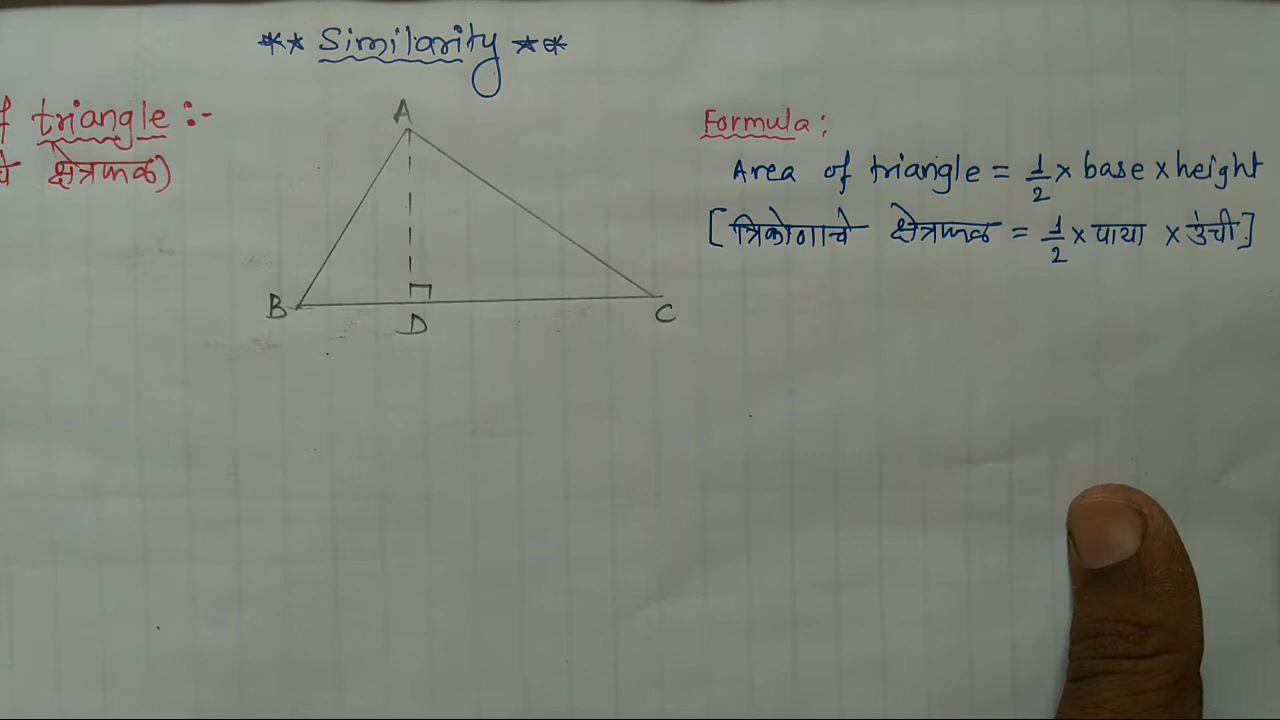 ** Similarity **
f triangle :-
चे क्षेत्रफळ)
A
B
D
C
Formula:
Area of triangle = 1/2 × base × height
[त्रिकोणाचे क्षेत्रफळ = 1/2 × पाया × उंची]